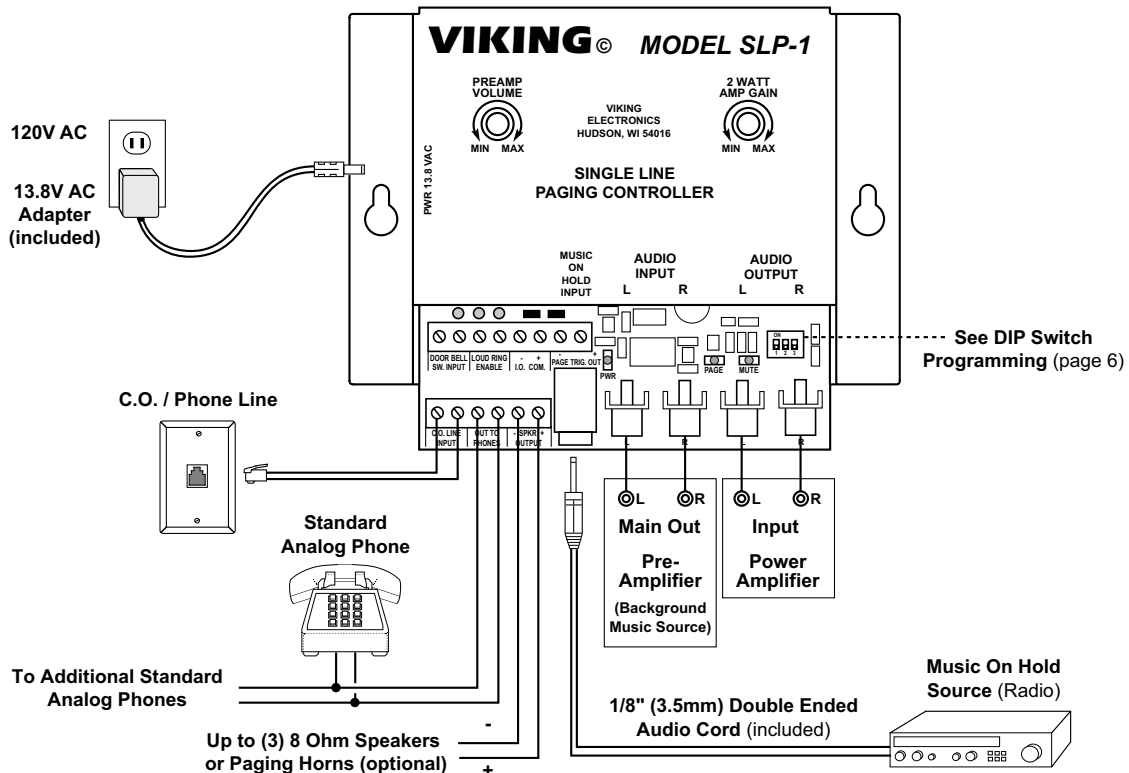 VIKING © MODEL SLP-1
PREAMP
VOLUME
MIN MAX
VIKING
ELECTRONICS
HUDSON, WI 54016
2 WATT
AMP GAIN
MIN MAX
SINGLE LINE
PAGING CONTROLLER
PWR 13.8 VAC
120V AC
13.8V AC
Adapter
(included)
MUSIC
ON
HOLD
INPUT
AUDIO
INPUT
L R
AUDIO
OUTPUT
L R
DOOR BELL
SW. INPUT
LOUD RING
ENABLE
- +
I.O. COM.
- +
PAGE TRIG. OUT
PWR
PAGE
MUTE
ON
1 2 3
See DIP Switch
Programming (page 6)
C.O. LINE
INPUT
OUT TO
PHONES
- SPKR +
OUTPUT
L R L R
C.O. / Phone Line
Standard
Analog Phone
To Additional Standard
Analog Phones
-
Up to (3) 8 Ohm Speakers
or Paging Horns (optional)
+
L R
Main Out
Pre-
Amplifier
(Background
Music Source)
L R
Input
Power
Amplifier
1/8" (3.5mm) Double Ended
Audio Cord (included)
Music On Hold
Source (Radio)